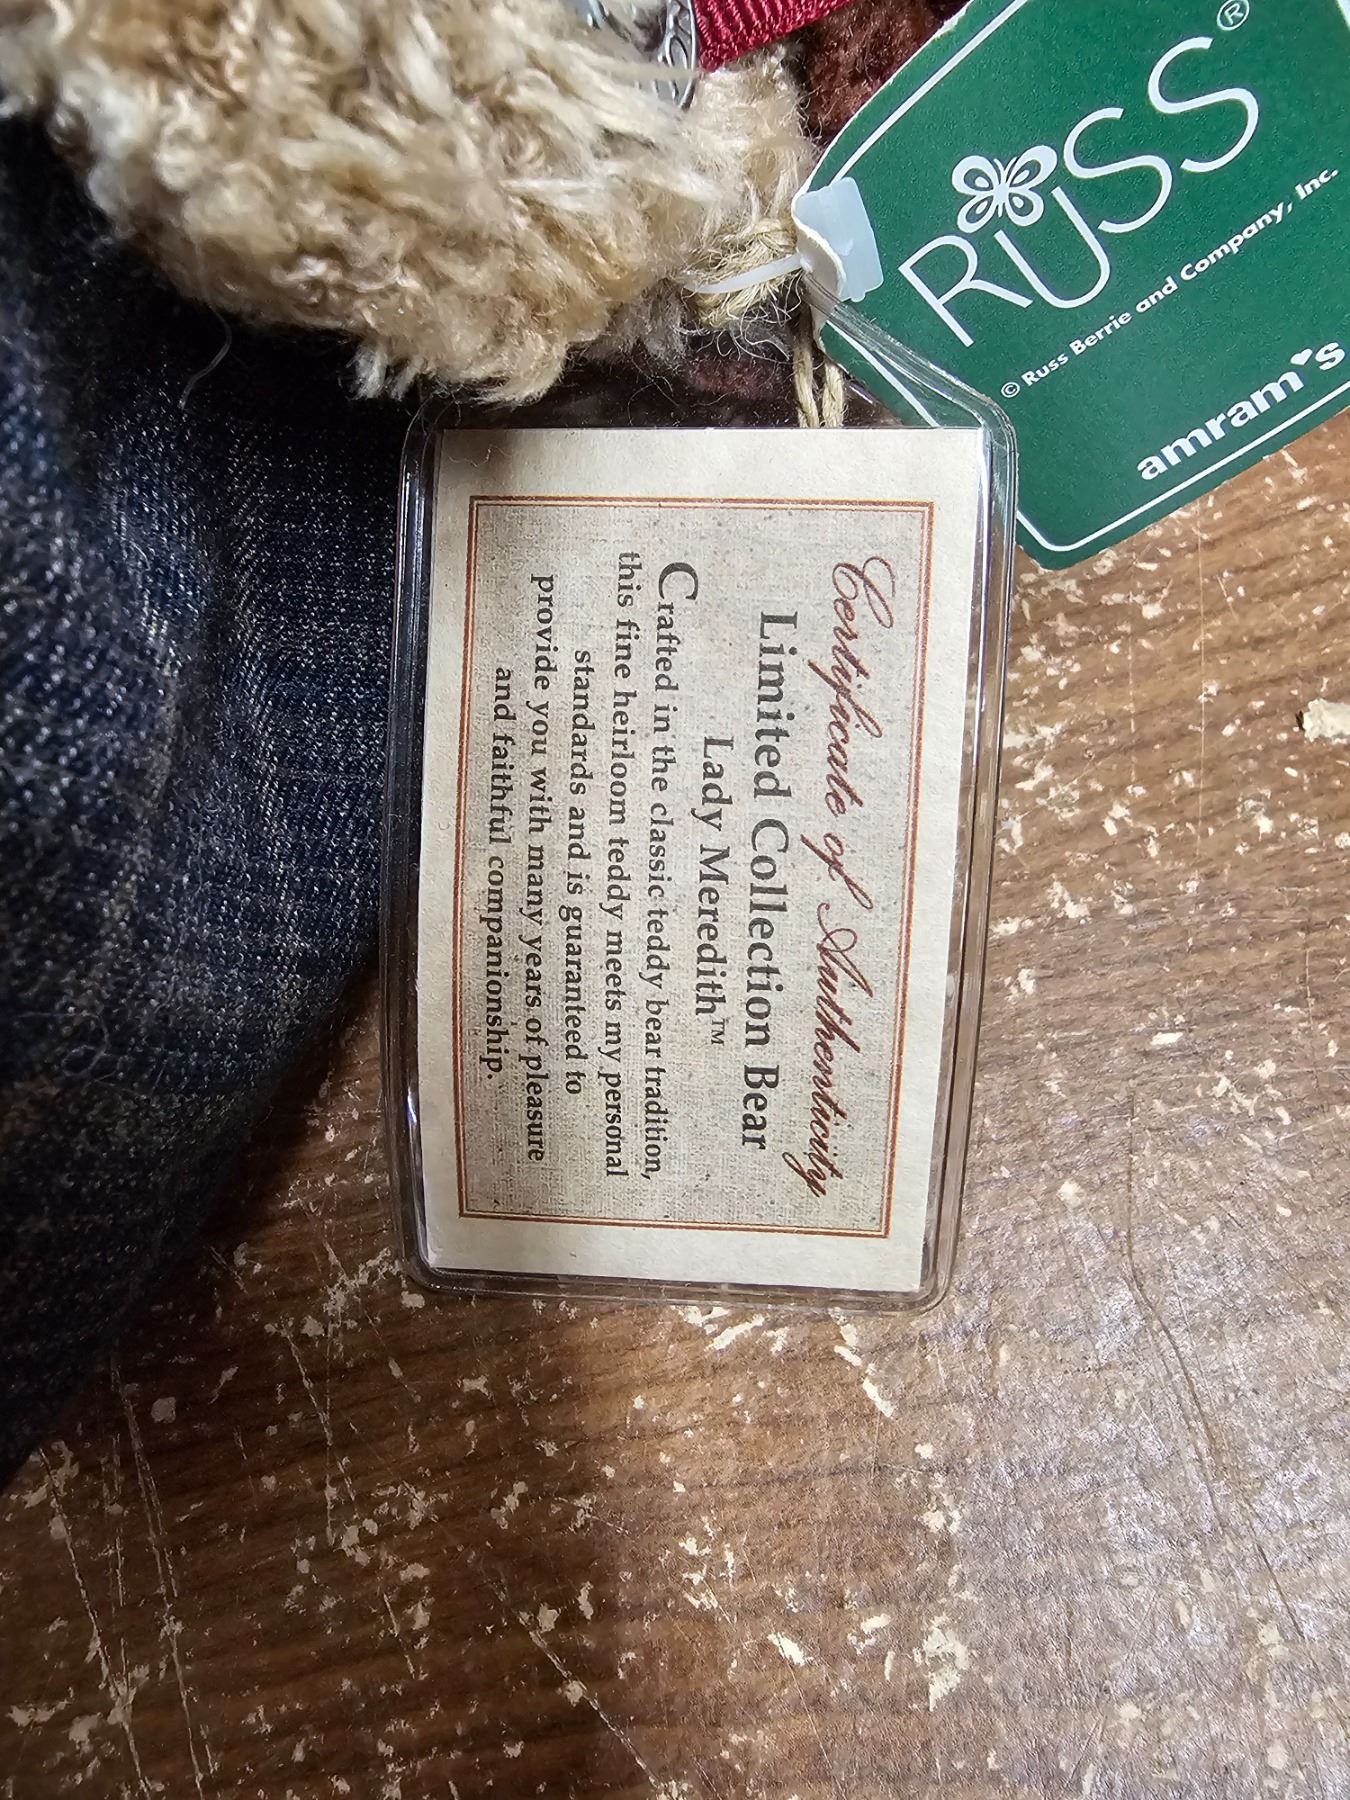 RUSS®
© Russ Berrie and Company, Inc.
amram's
Certificate of Authenticity
Limited Collection Bear
Lady Meredith™
Crafted in the classic teddy bear tradition,
this fine heirloom teddy meets my personal
standards and is guaranteed to
provide you with many years of pleasure
and faithful companionship.